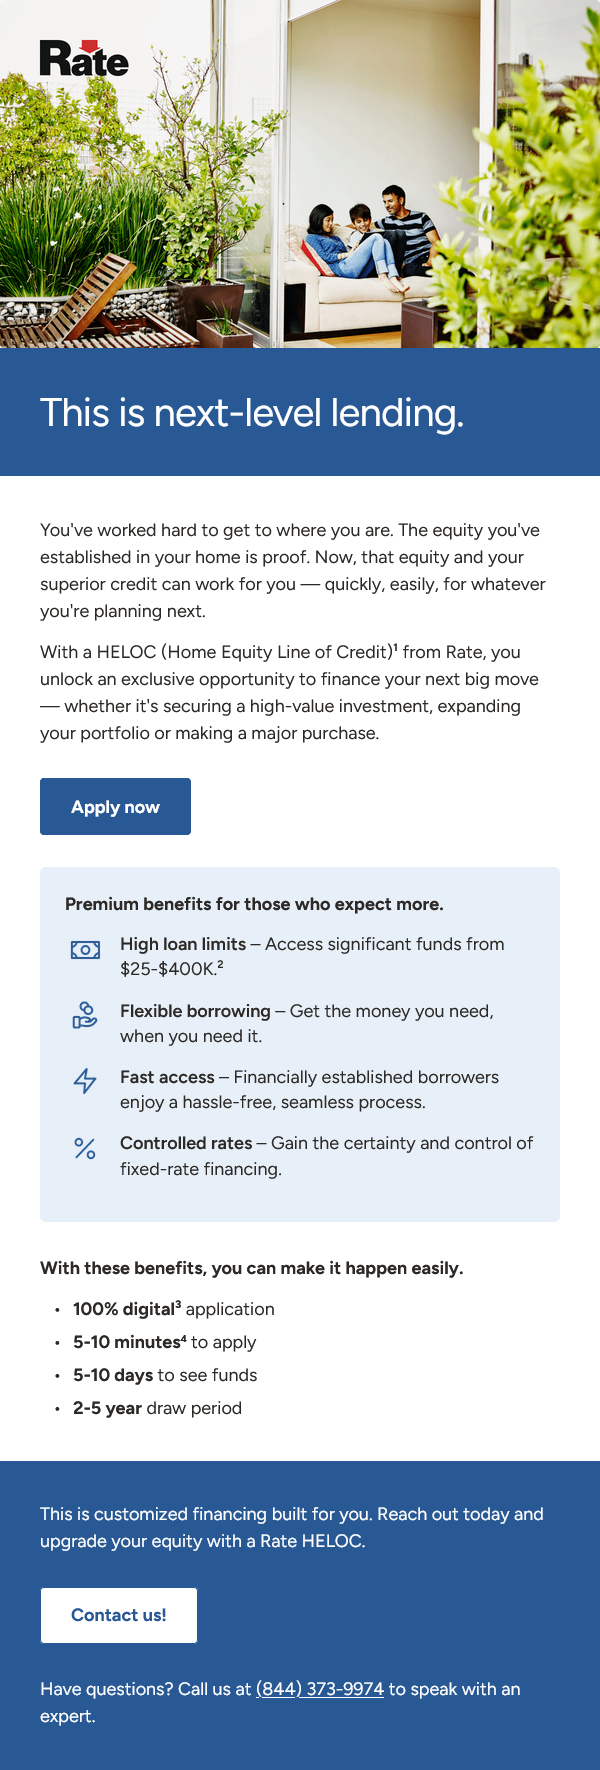 Rate
This is next-level lending.
You've worked hard to get to where you are. The equity you've
established in your home is proof. Now, that equity and your
superior credit can work for you — quickly, easily, for whatever
you're planning next.
With a HELOC (Home Equity Line of Credit)¹ from Rate, you
unlock an exclusive opportunity to finance your next big move
— whether it's securing a high-value investment, expanding
your portfolio or making a major purchase.
Apply now
Premium benefits for those who expect more.
High loan limits – Access significant funds from
$25-$400K.²
Flexible borrowing – Get the money you need,
when you need it.
Fast access – Financially established borrowers
enjoy a hassle-free, seamless process.
Controlled rates – Gain the certainty and control of
fixed-rate financing.
With these benefits, you can make it happen easily.
• 100% digital³ application
• 5-10 minutes⁴ to apply
• 5-10 days to see funds
• 2-5 year draw period
This is customized financing built for you. Reach out today and
upgrade your equity with a Rate HELOC.
Contact us!
Have questions? Call us at (844) 373-9974 to speak with an
expert.